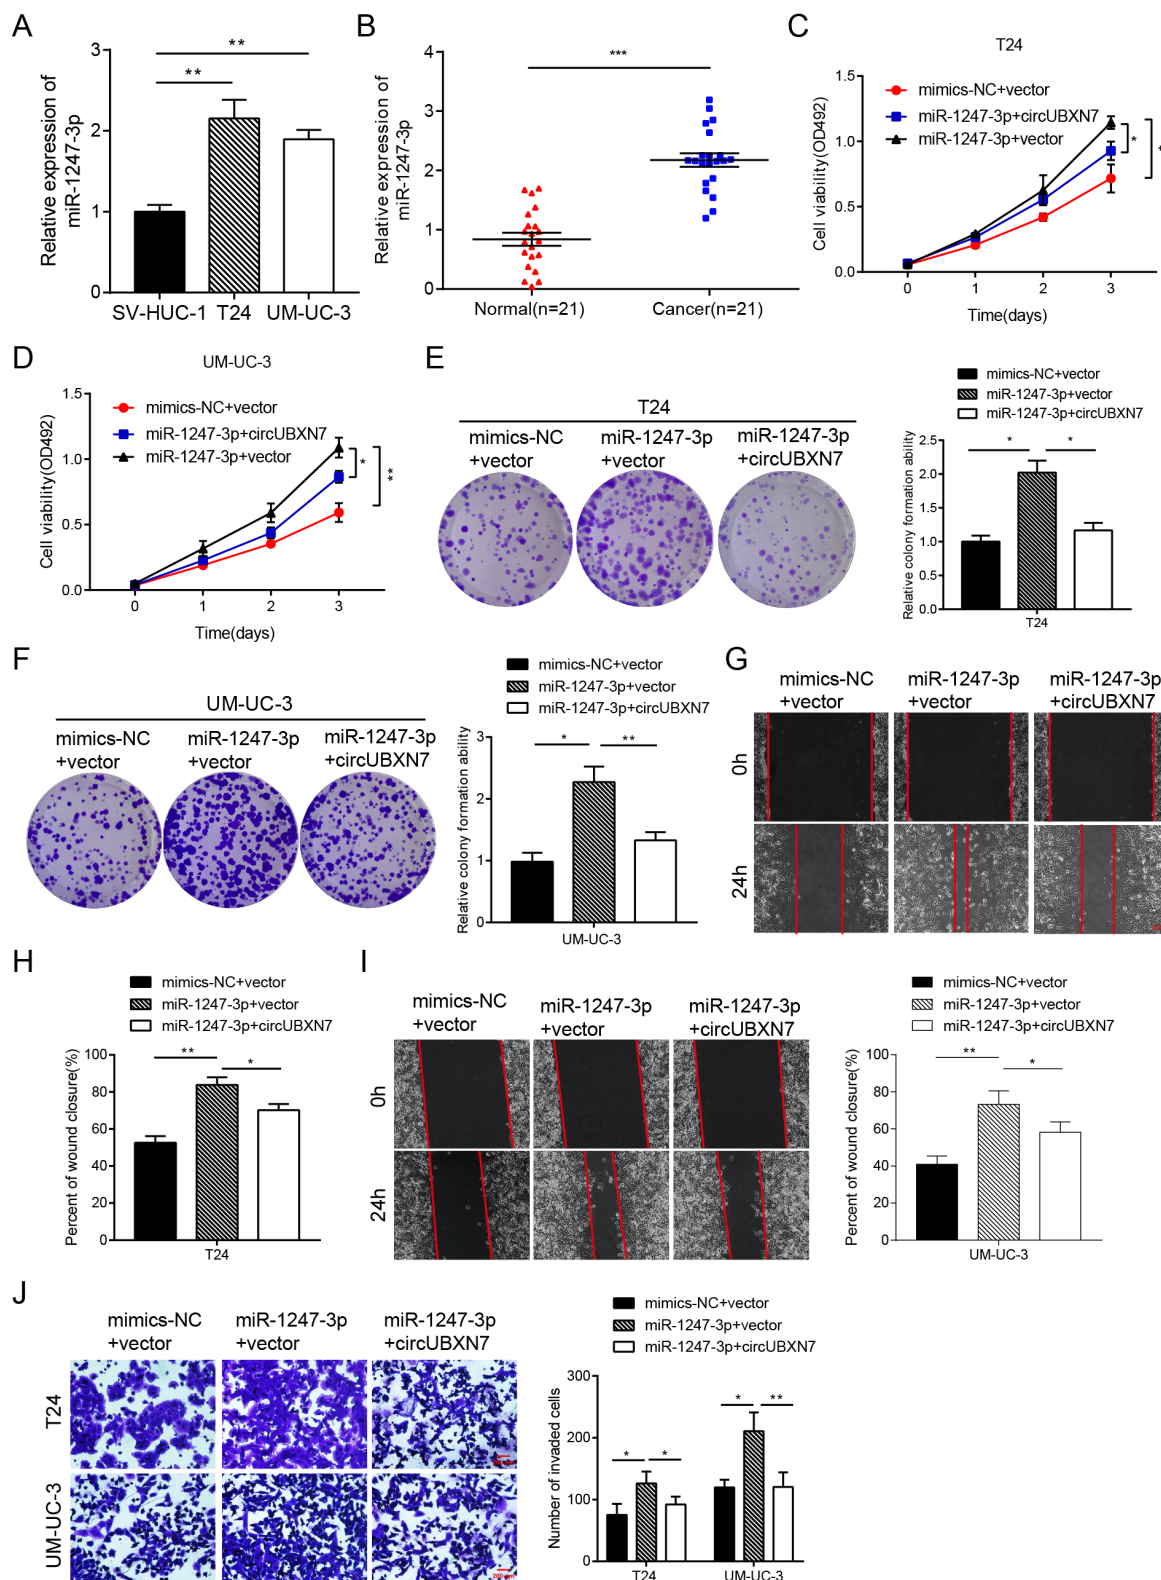 A
Relative expression of
miR-1247-3p
3
2
1
0
**
**
SV-HUC-1 T24 UM-UC-3
B
Relative expression of
miR-1247-3p
4
3
2
1
0
***
Normal(n=21) Cancer(n=21)
C
T24
Cell viability(OD492)
1.5
1.0
0.5
0.0
mimics-NC+vector
miR-1247-3p+circUBXN7
miR-1247-3p+vector
*
*
0 1 2 3
Time(days)
D
UM-UC-3
Cell viability(OD492)
1.5
1.0
0.5
0.0
mimics-NC+vector
miR-1247-3p+circUBXN7
miR-1247-3p+vector
*
**
0 1 2 3
Time(days)
E
T24
mimics-NC
+vector
miR-1247-3p
+vector
miR-1247-3p
+circUBXN7
mimics-NC+vector
miR-1247-3p+vector
miR-1247-3p+circUBXN7
Relative colony formation ability
2.5
2.0
1.5
1.0
0.5
0.0
* *
T24
F
UM-UC-3
mimics-NC
+vector
miR-1247-3p
+vector
miR-1247-3p
+circUBXN7
mimics-NC+vector
miR-1247-3p+vector
miR-1247-3p+circUBXN7
Relative colony formation ability
3
2
1
0
* **
UM-UC-3
G
mimics-NC
+vector
miR-1247-3p
+vector
miR-1247-3p
+circUBXN7
0h
24h
H
mimics-NC+vector
miR-1247-3p+vector
miR-1247-3p+circUBXN7
Percent of wound closure(%)
100
80
60
40
20
0
** *
T24
I
mimics-NC
+vector
miR-1247-3p
+vector
miR-1247-3p
+circUBXN7
0h
24h
mimics-NC+vector
miR-1247-3p+vector
miR-1247-3p+circUBXN7
Percent of wound closure(%)
100
80
60
40
20
0
** *
UM-UC-3
J
mimics-NC
+vector
miR-1247-3p
+vector
miR-1247-3p
+circUBXN7
T24
UM-UC-3
mimics-NC+vector
miR-1247-3p+vector
miR-1247-3p+circUBXN7
Number of invaded cells
300
200
100
0
* * * **
T24 UM-UC-3